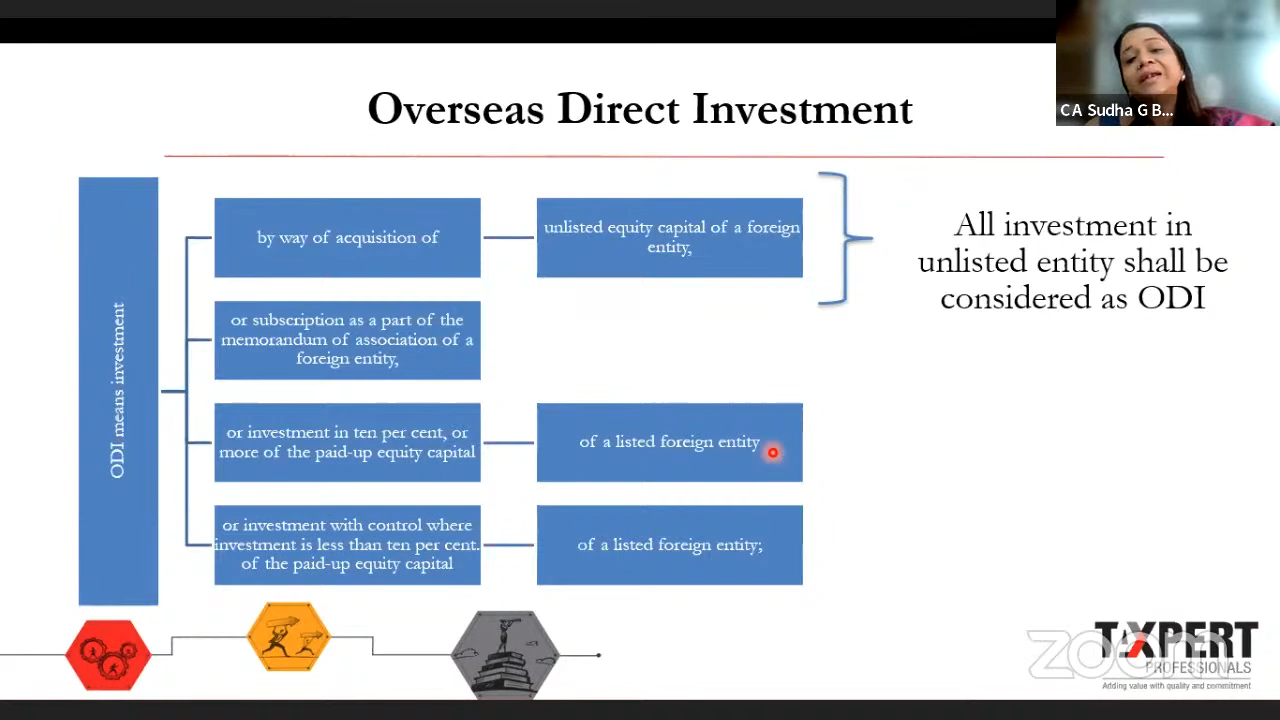 CA Sudha G B...
Overseas Direct Investment
ODI means investment
by way of acquisition of
unlisted equity capital of a foreign
entity,
or subscription as a part of the
memorandum of association of a
foreign entity,
or investment in ten per cent, or
more of the paid-up equity capital
of a listed foreign entity
or investment with control where
investment is less than ten per cent.
of the paid-up equity capital
of a listed foreign entity;
All investment in
unlisted entity shall be
considered as ODI
TAXPERT
PROFESSIONALS
Adding value with quality and commitment
zoom